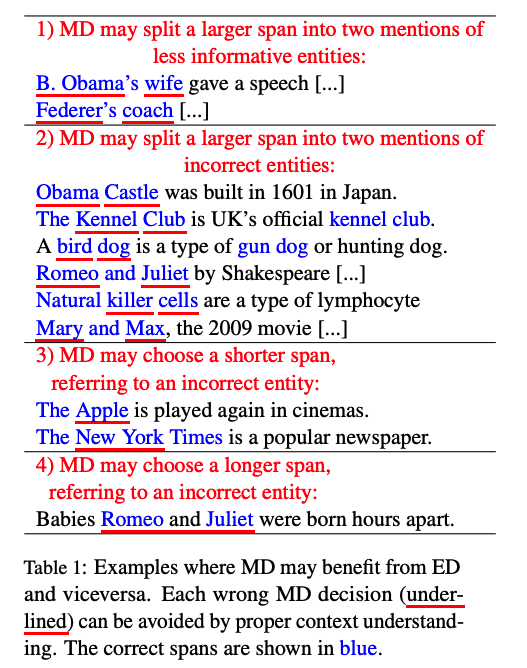 1) MD may split a larger span into two mentions of
less informative entities:
B. Obama's wife gave a speech [...]
Federer's coach [...]
2) MD may split a larger span into two mentions of
incorrect entities:
Obama Castle was built in 1601 in Japan.
The Kennel Club is UK's official kennel club.
A bird dog is a type of gun dog or hunting dog.
Romeo and Juliet by Shakespeare [...]
Natural killer cells are a type of lymphocyte
Mary and Max, the 2009 movie [...]
3) MD may choose a shorter span,
referring to an incorrect entity:
The Apple is played again in cinemas.
The New York Times is a popular newspaper.
4) MD may choose a longer span,
referring to an incorrect entity:
Babies Romeo and Juliet were born hours apart.
Table 1: Examples where MD may benefit from ED
and viceversa. Each wrong MD decision (under-
lined) can be avoided by proper context understand-
ing. The correct spans are shown in blue.